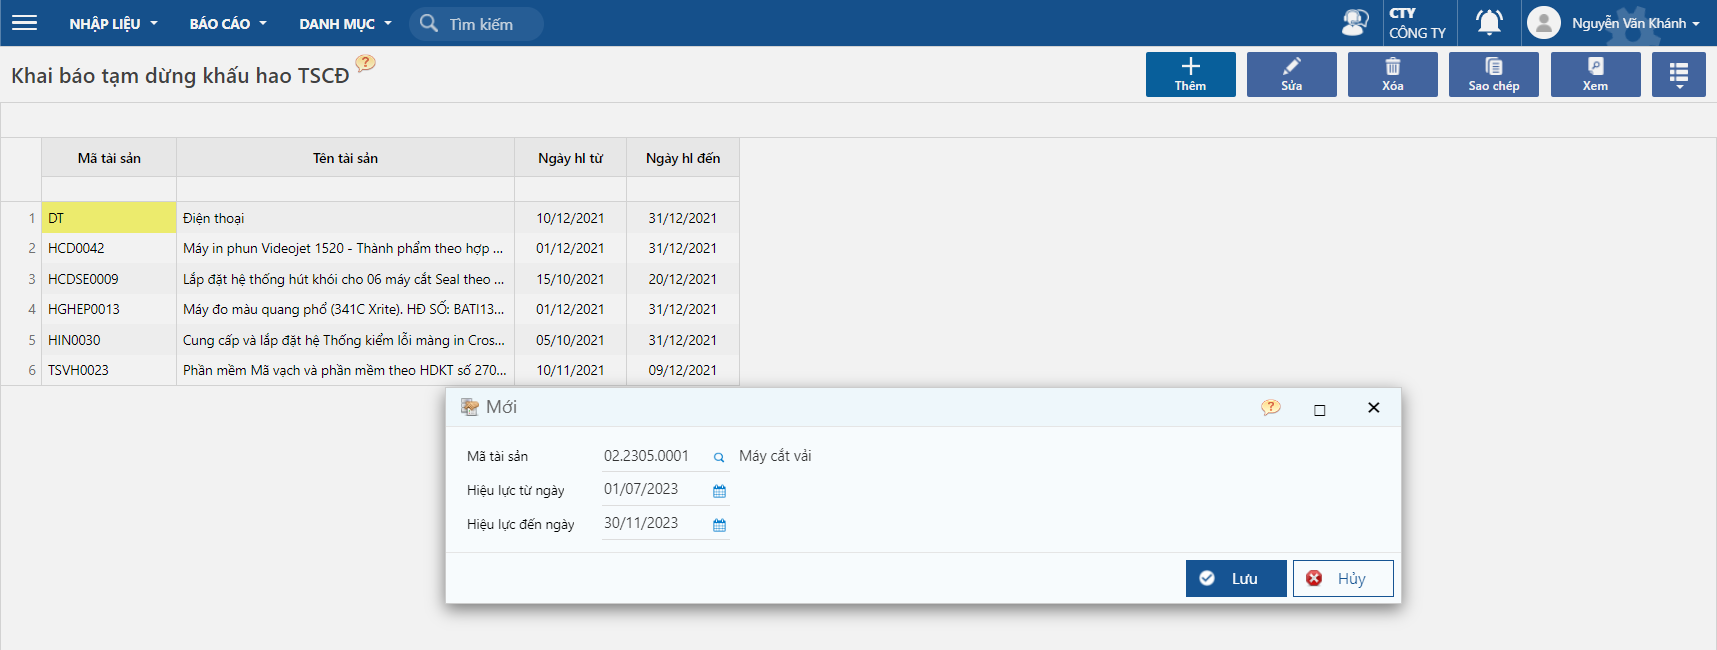 NHẬP LIỆU BÁO CÁO DANH MỤC Tìm kiếm CTY CÔNG TY Nguyễn Văn Khánh
Khai báo tạm dừng khấu hao TSCĐ ?
Thêm Sửa Xóa Sao chép Xem
Mã tài sản Tên tài sản Ngày hl từ Ngày hl đến
1 DT Điện thoại 10/12/2021 31/12/2021
2 HCD0042 Máy in phun Videojet 1520 - Thành phẩm theo hợp ... 01/12/2021 31/12/2021
3 HCDSE0009 Lắp đặt hệ thống hút khói cho 06 máy cắt Seal theo ... 15/10/2021 20/12/2021
4 HGHEP0013 Máy đo màu quang phổ (341C Xrite). HĐ SỐ: BATI13... 01/12/2021 31/12/2021
5 HIN0030 Cung cấp và lắp đặt hệ Thống kiểm lỗi màng in Cros... 05/10/2021 31/12/2021
6 TSVH0023 Phần mềm Mã vạch và phần mềm theo HDKT số 270... 10/11/2021 09/12/2021
Mới ?
Mã tài sản 02.2305.0001 Máy cắt vải
Hiệu lực từ ngày 01/07/2023
Hiệu lực đến ngày 30/11/2023
Lưu Hủy